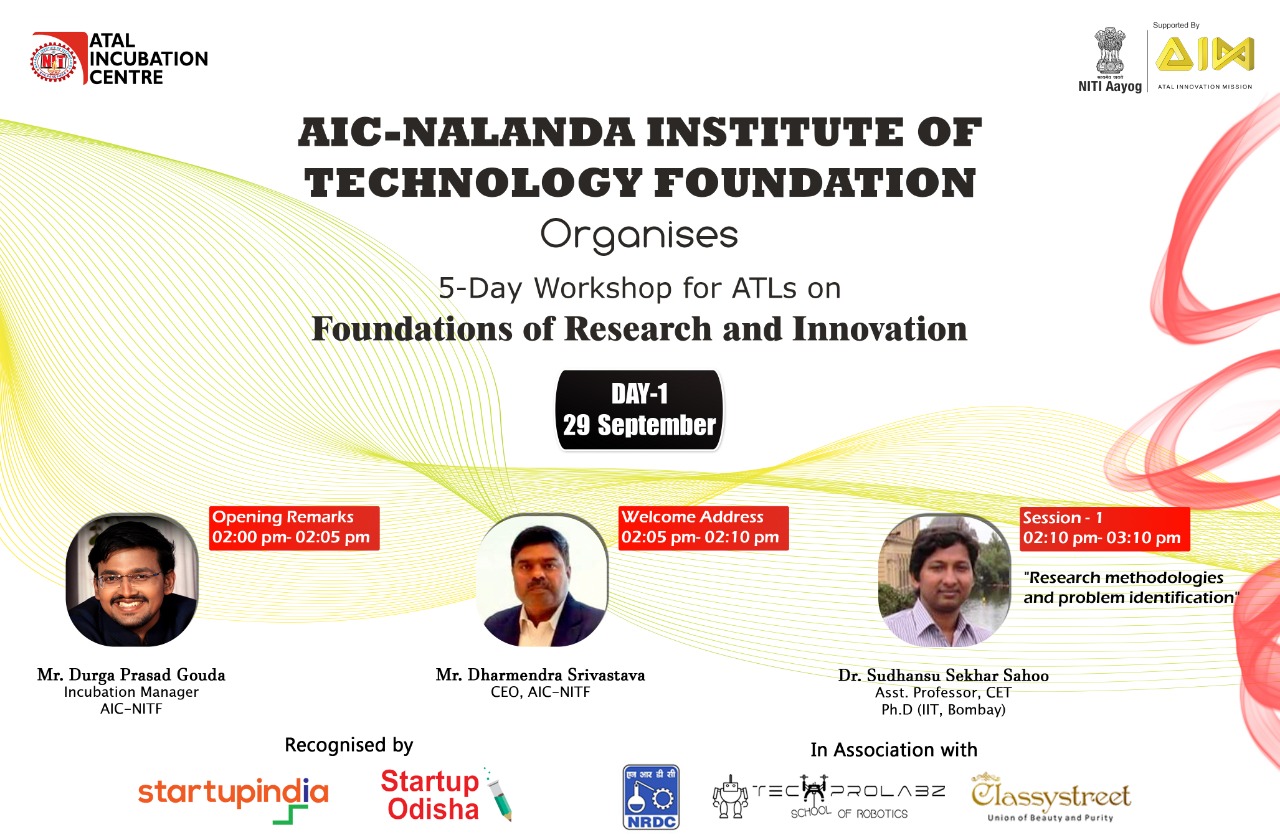 ATAL
INCUBATION
CENTRE
NiT
Supported By
NITI Aayog
AIM
ATAL INNOVATION MISSION
AIC-NALANDA INSTITUTE OF
TECHNOLOGY FOUNDATION
Organises
5-Day Workshop for ATLs on
Foundations of Research and Innovation
DAY-1
29 September
Opening Remarks
02:00 pm- 02:05 pm
Mr. Durga Prasad Gouda
Incubation Manager
AIC-NITF
Welcome Address
02:05 pm- 02:10 pm
Mr. Dharmendra Srivastava
CEO, AIC-NITF
Session - 1
02:10 pm- 03:10 pm
"Research methodologies
and problem identification"
Dr. Sudhansu Sekhar Sahoo
Asst. Professor, CET
Ph.D (IIT, Bombay)
Recognised by
startupindia
Startup
Odisha
In Association with
एन आर डी सी
NRDC
TECHPROLABZ
SCHOOL OF ROBOTICS
Classystreet
Union of Beauty and Purity